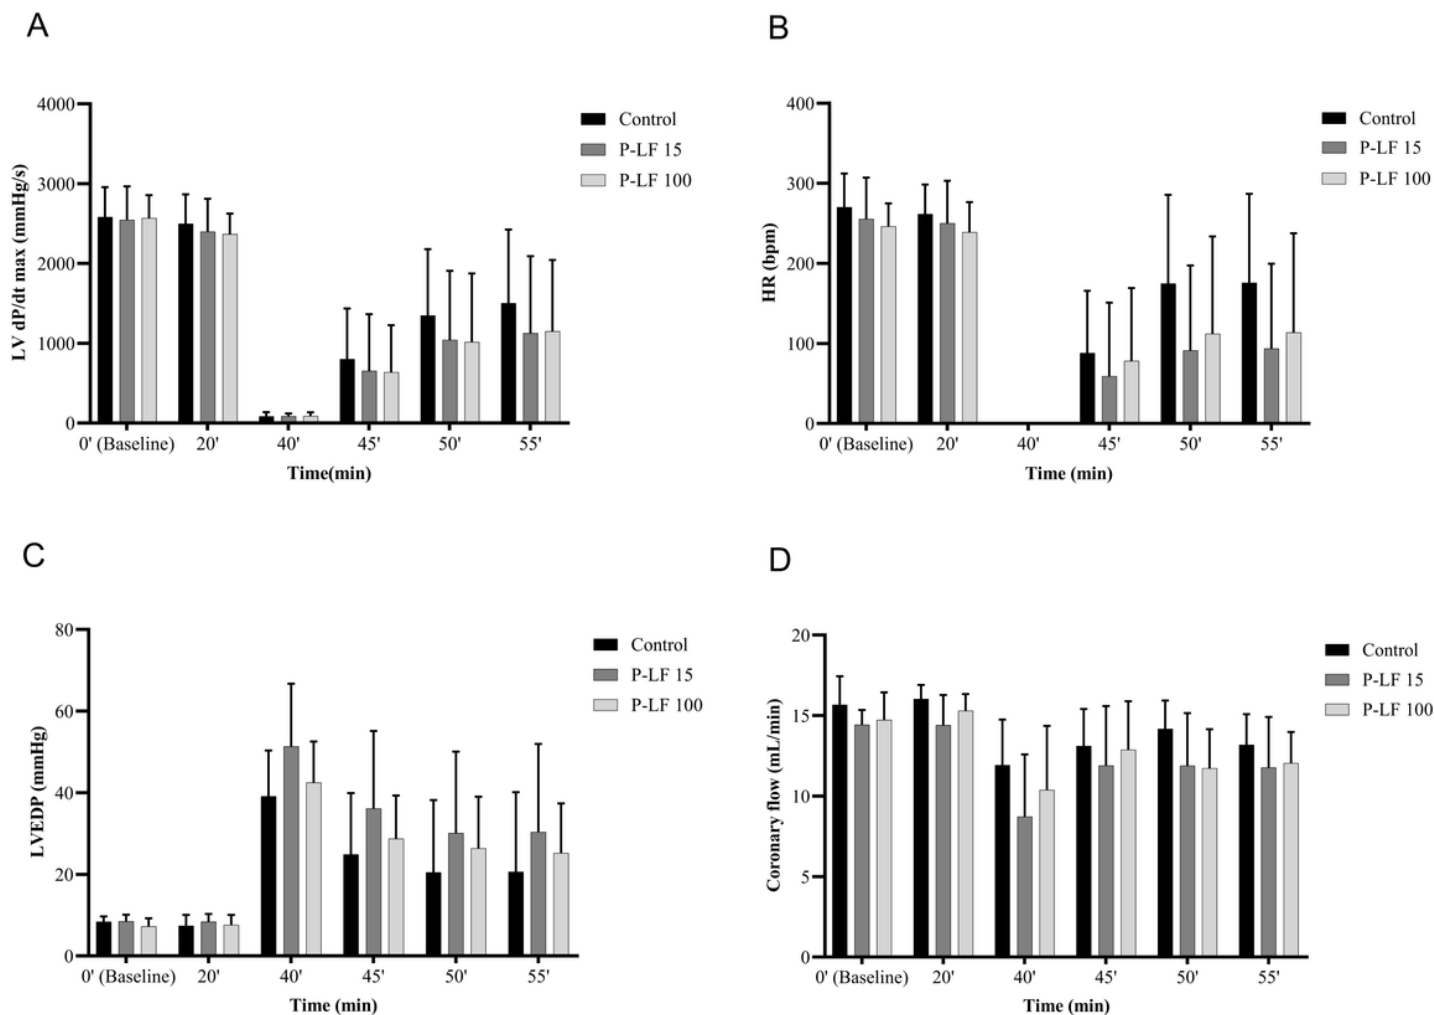 A
LV dP/dt max (mmHg/s)
4000
3000
2000
1000
0
0' (Baseline) 20' 40' 45' 50' 55'
Time(min)
Control
P-LF 15
P-LF 100
B
HR (bpm)
400
300
200
100
0
0' (Baseline) 20' 40' 45' 50' 55'
Time (min)
Control
P-LF 15
P-LF 100
C
LVEDP (mmHg)
80
60
40
20
0
0' (Baseline) 20' 40' 45' 50' 55'
Time (min)
Control
P-LF 15
P-LF 100
D
Coronary flow (mL/min)
20
15
10
5
0
0' (Baseline) 20' 40' 45' 50' 55'
Time (min)
Control
P-LF 15
P-LF 100